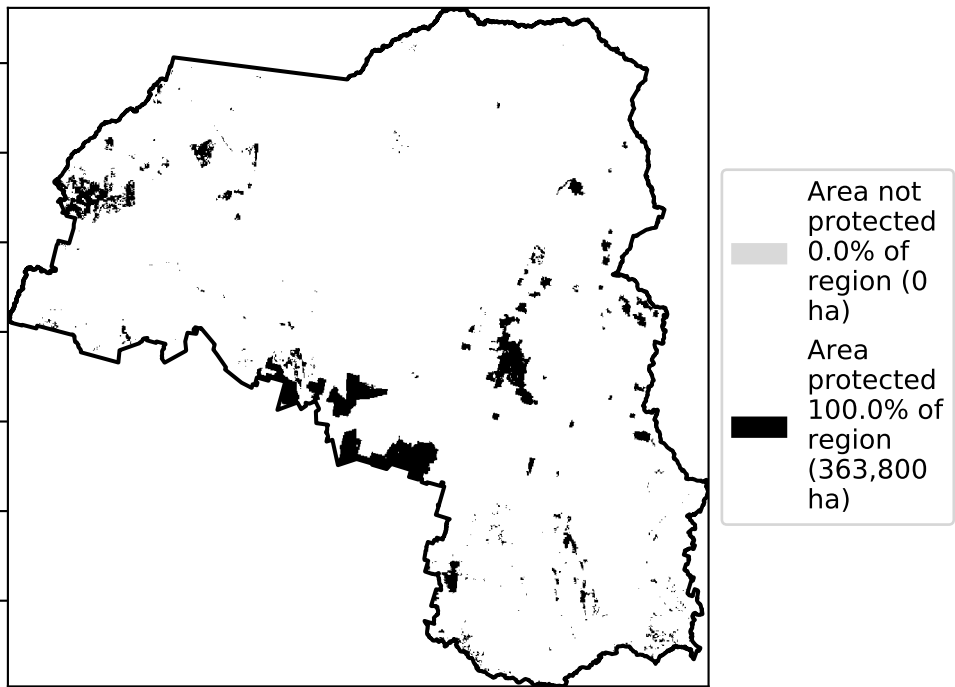 Area not
protected
0.0% of
region (0
ha)
Area
protected
100.0% of
region
(363,800
ha)